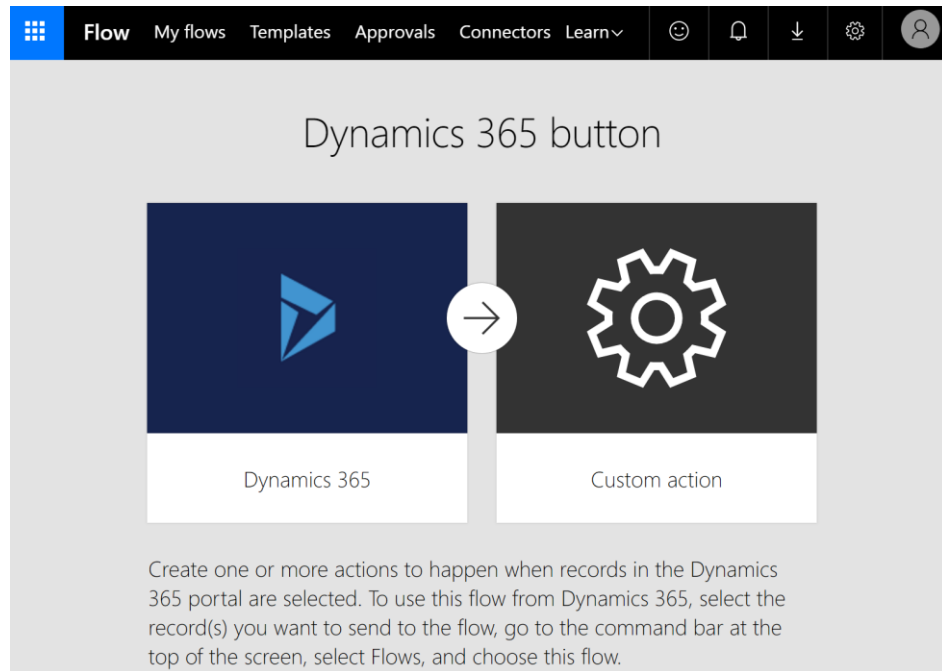 Flow My flows Templates Approvals Connectors Learn
Dynamics 365 button
Dynamics 365
Custom action
Create one or more actions to happen when records in the Dynamics
365 portal are selected. To use this flow from Dynamics 365, select the
record(s) you want to send to the flow, go to the command bar at the
top of the screen, select Flows, and choose this flow.